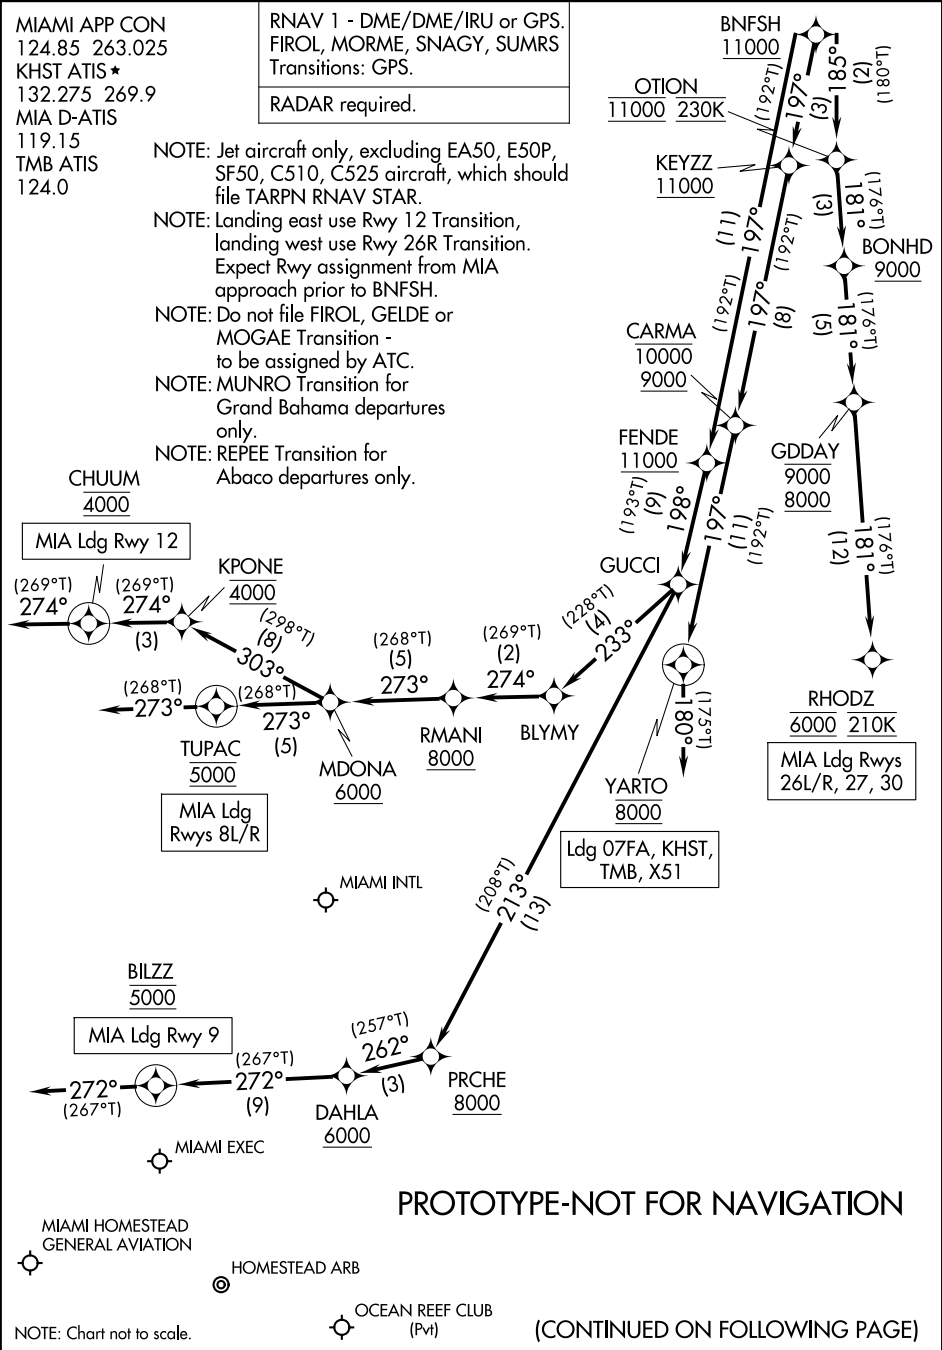 MIAMI APP CON
124.85 263.025
KHST ATIS★
132.275 269.9
MIA D-ATIS
119.15
TMB ATIS
124.0
RNAV 1 - DME/DME/IRU or GPS.
FIROL, MORME, SNAGY, SUMRS
Transitions: GPS.
RADAR required.
NOTE: Jet aircraft only, excluding EA50, E50P,
SF50, C510, C525 aircraft, which should
file TARPN RNAV STAR.
NOTE: Landing east use Rwy 12 Transition,
landing west use Rwy 26R Transition.
Expect Rwy assignment from MIA
approach prior to BNFSH.
NOTE: Do not file FIROL, GELDE or
MOGAE Transition -
to be assigned by ATC.
NOTE: MUNRO Transition for
Grand Bahama departures
only.
NOTE: REPEE Transition for
Abaco departures only.
BNFSH
11000
185°
(2)
(180°T)
197°
(3)
(192°T)
OTION
11000 230K
KEYZZ
11000
181°
(3)
(176°T)
BONHD
9000
197°
(11)
(192°T)
197°
(8)
(192°T)
181°
(5)
(176°T)
CARMA
10000
9000
FENDE
11000
GDDAY
9000
8000
198°
(9)
(193°T)
197°
(11)
(192°T)
181°
(12)
(176°T)
CHUUM
4000
MIA Ldg Rwy 12
KPONE
4000
GUCCI
(269°T)
274°
(269°T)
274°
(3)
(298°T)
(8)
303°
(268°T)
(5)
273°
(269°T)
(2)
274°
(228°T)
(4)
233°
(268°T)
273°
(268°T)
273°
(5)
TUPAC
5000
MIA Ldg
Rwys 8L/R
MDONA
6000
RMANI
8000
BLYMY
180°
(175°T)
YARTO
8000
Ldg 07FA, KHST,
TMB, X51
RHODZ
6000 210K
MIA Ldg Rwys
26L/R, 27, 30
MIAMI INTL
(208°T)
213°
(13)
BILZZ
5000
MIA Ldg Rwy 9
272°
(267°T)
(267°T)
272°
(9)
(257°T)
262°
(3)
DAHLA
6000
PRCHE
8000
MIAMI EXEC
PROTOTYPE-NOT FOR NAVIGATION
MIAMI HOMESTEAD
GENERAL AVIATION
HOMESTEAD ARB
OCEAN REEF CLUB
(Pvt)
NOTE: Chart not to scale.
(CONTINUED ON FOLLOWING PAGE)